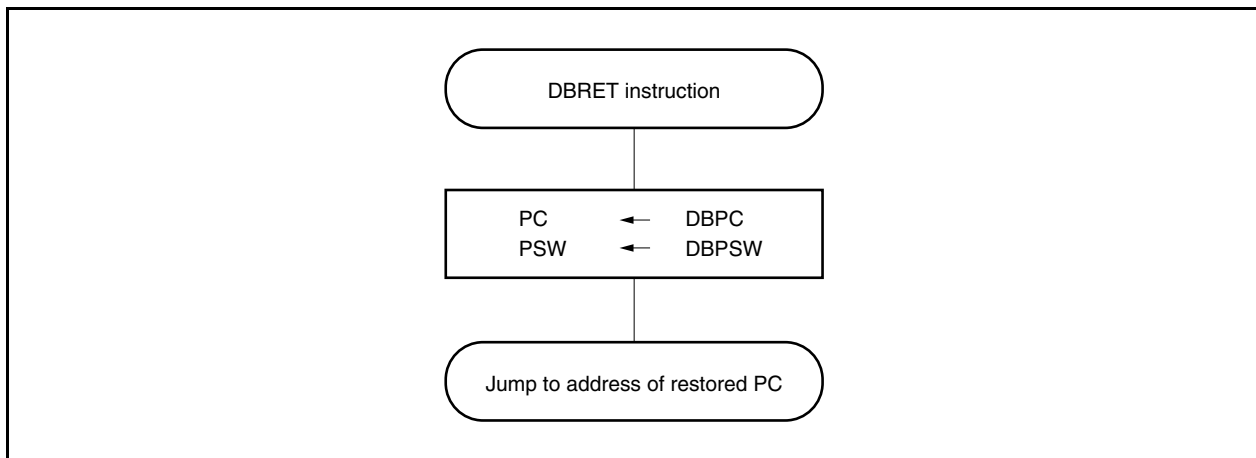 DBRET instruction
PC ← DBPC
PSW ← DBPSW
Jump to address of restored PC